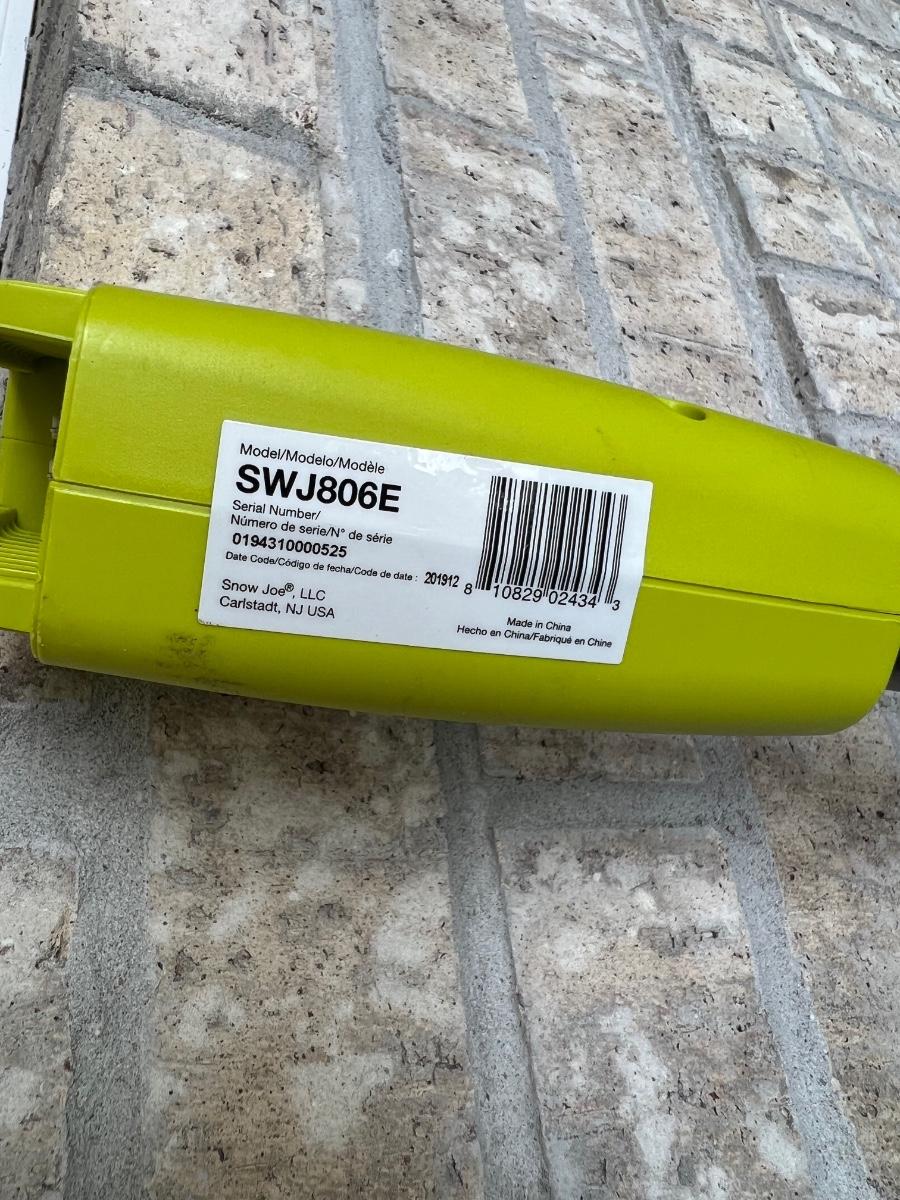 Model/Modelo/Modèle
SWJ806E
Serial Number/
Número de serie/N° de série
0194310000525
Date Code/Código de fecha/Code de date : 201912
Snow Joe®, LLC
Carlstadt, NJ USA
8 10829 02434 3
Made in China
Hecho en China/Fabriqué en Chine